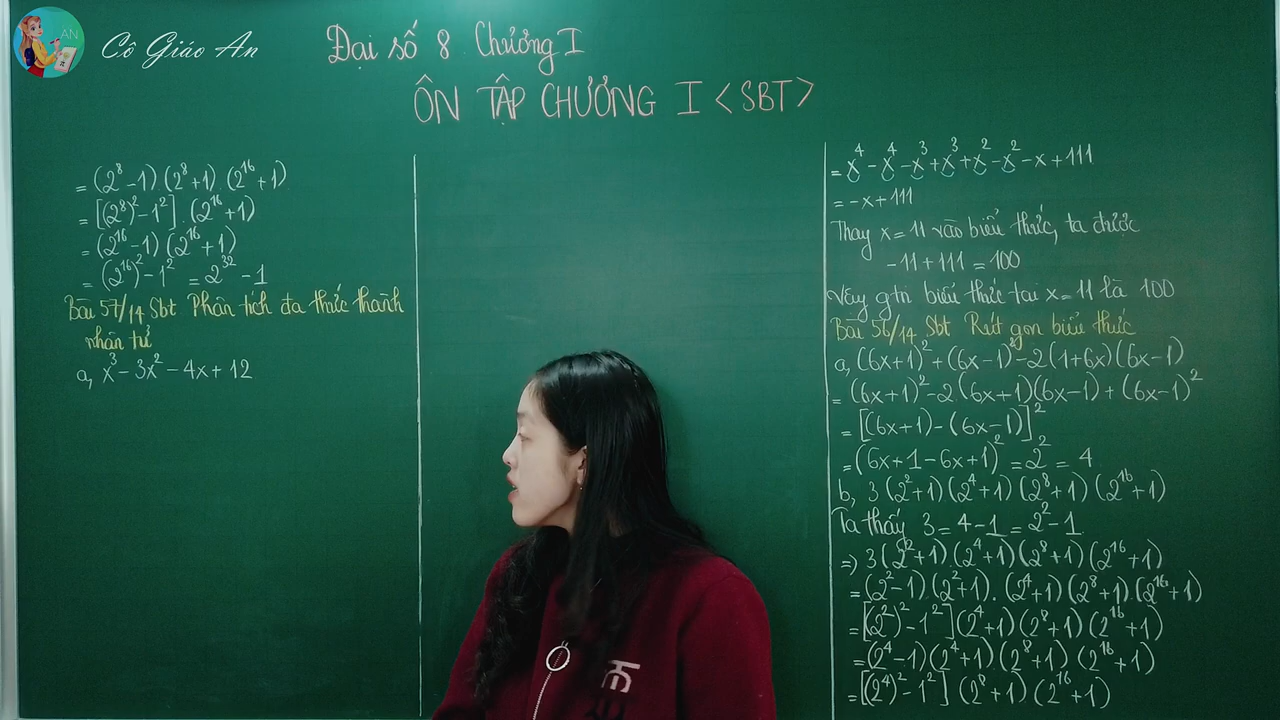 AN
Cô Giáo An
Đại số 8 Chương I
ÔN TẬP CHƯƠNG I <SBT>
= (2⁸ - 1) (2⁸ + 1) (2¹⁶ + 1)
= [(2⁸)² - 1²] . (2¹⁶ + 1)
= (2¹⁶ - 1) (2¹⁶ + 1)
= (2¹⁶)² - 1² = 2³² - 1
Bài 57/14 Sbt Phân tích đa thức thành
nhân tử
a, x³ - 3x² - 4x + 12
= x⁴ - x⁴ - x³ + x³ + x² - x² - x + 111
= -x + 111
Thay x = 11 vào biểu thức, ta được
-11 + 111 = 100
Vậy gtri biểu thức tại x = 11 là 100
Bài 56/14 Sbt Rút gọn biểu thức
a, (6x+1)² + (6x-1)² - 2(1+6x)(6x-1)
= (6x+1)² - 2(6x+1)(6x-1) + (6x-1)²
= [(6x+1) - (6x-1)]²
= (6x+1-6x+1)² = 2² = 4
b, 3(2²+1)(2⁴+1)(2⁸+1)(2¹⁶+1)
Ta thấy 3 = 4-1 = 2²-1
=) 3(2²+1).(2⁴+1)(2⁸+1)(2¹⁶+1)
= (2²-1).(2²+1).(2⁴+1)(2⁸+1)(2¹⁶+1)
= [(2²)²-1²](2⁴+1)(2⁸+1)(2¹⁶+1)
= (2⁴-1)(2⁴+1)(2⁸+1)(2¹⁶+1)
= [(2⁴)²-1²](2⁸+1)(2¹⁶+1)